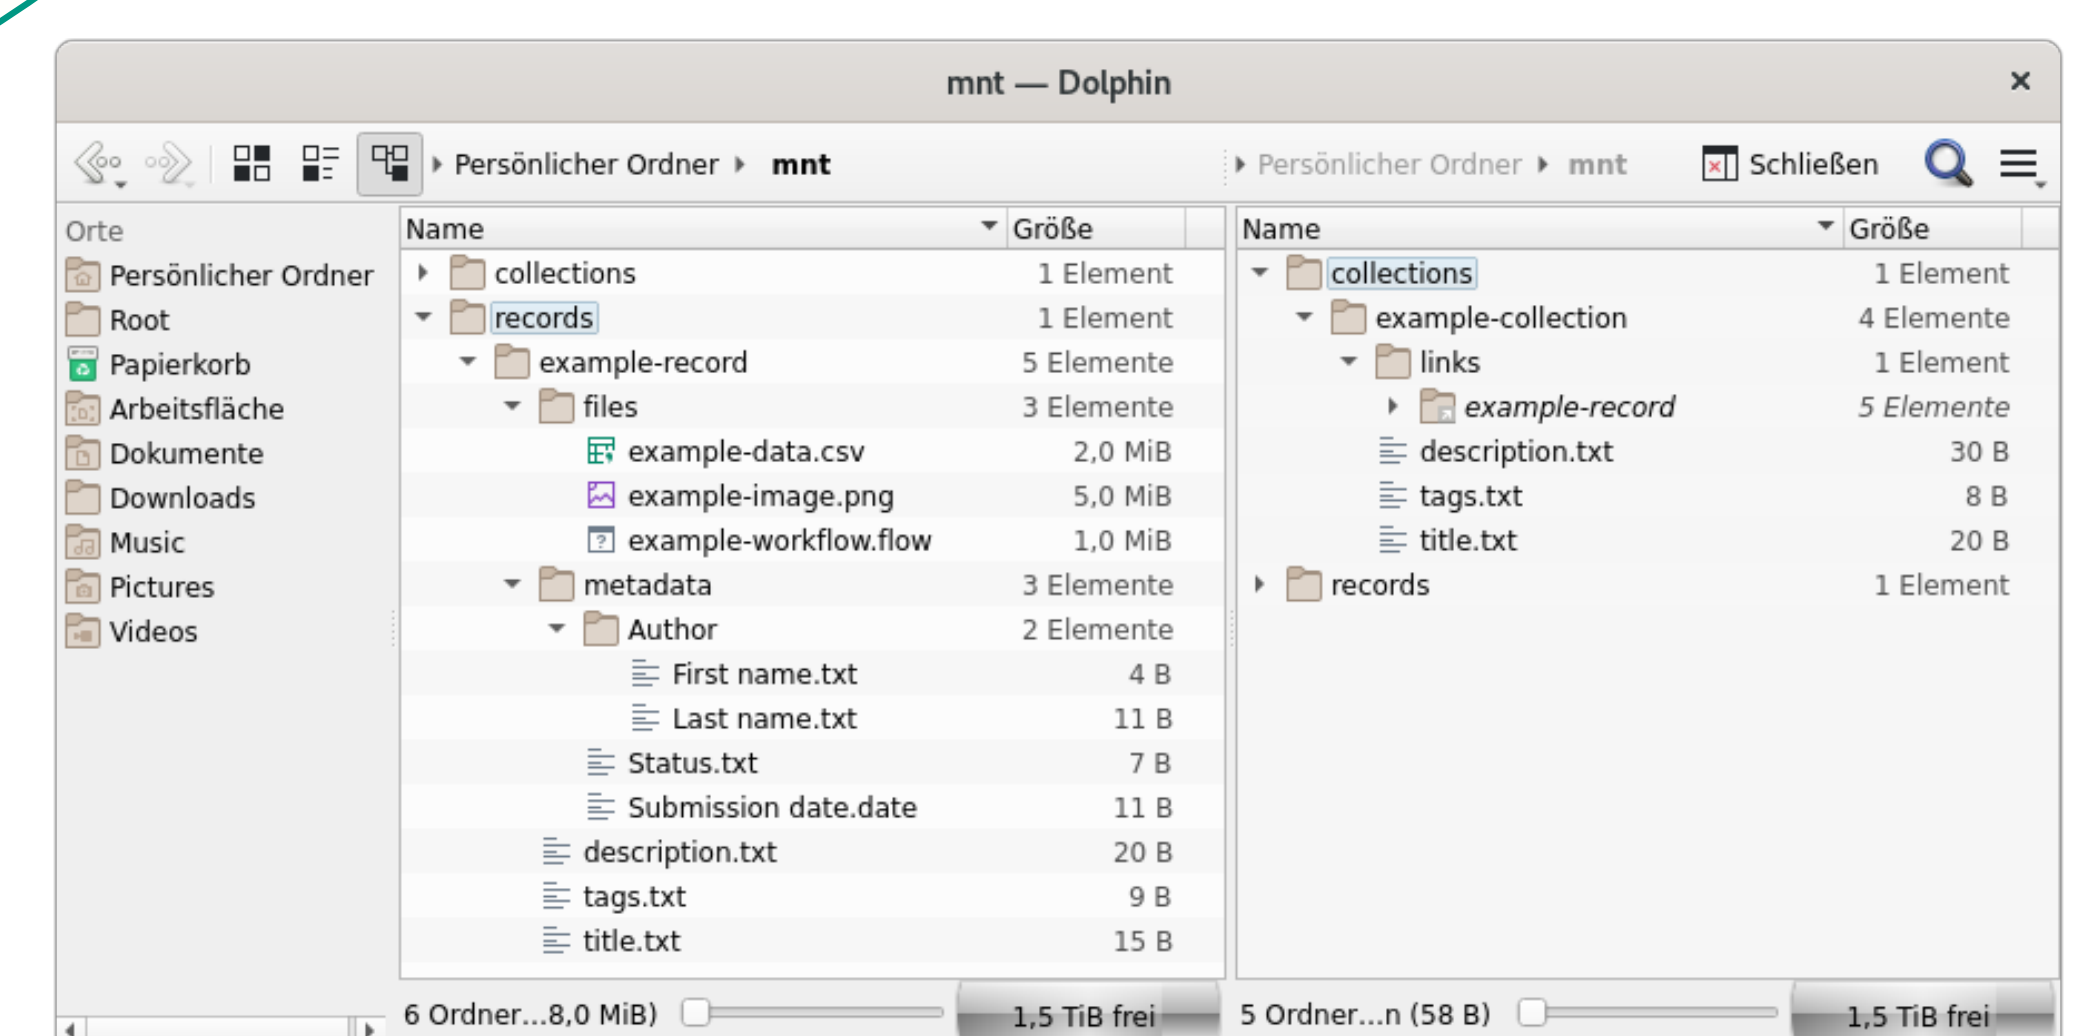 mnt — Dolphin
Persönlicher Ordner mnt
Persönlicher Ordner mnt
Schließen
Orte
Persönlicher Ordner
Root
Papierkorb
Arbeitsfläche
Dokumente
Downloads
Music
Pictures
Videos
Name Größe
collections 1 Element
records 1 Element
example-record 5 Elemente
files 3 Elemente
example-data.csv 2,0 MiB
example-image.png 5,0 MiB
example-workflow.flow 1,0 MiB
metadata 3 Elemente
Author 2 Elemente
First name.txt 4 B
Last name.txt 11 B
Status.txt 7 B
Submission date.date 11 B
description.txt 20 B
tags.txt 9 B
title.txt 15 B
6 Ordner...8,0 MiB) 1,5 TiB frei
Name Größe
collections 1 Element
example-collection 4 Elemente
links 1 Element
example-record 5 Elemente
description.txt 30 B
tags.txt 8 B
title.txt 20 B
records 1 Element
5 Ordner...n (58 B) 1,5 TiB frei